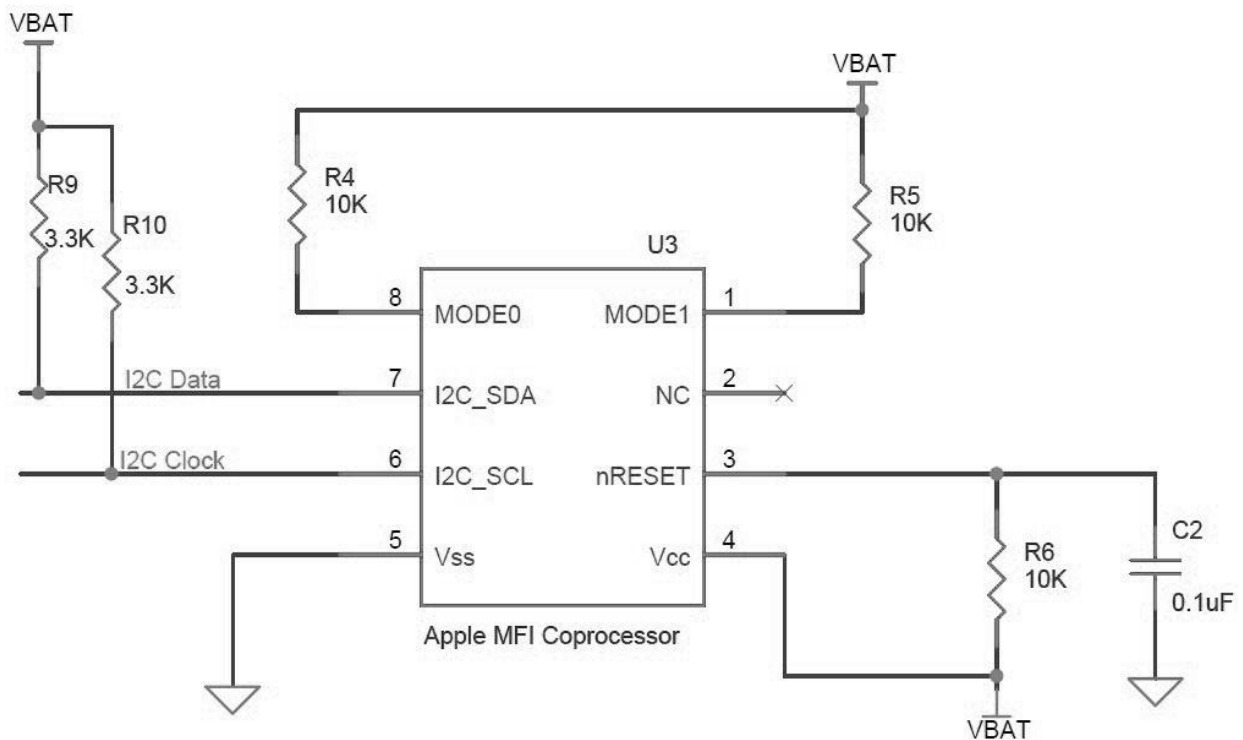 VBAT
VBAT
R4
10K
R9
3.3K
R10
3.3K
R5
10K
U3
8
MODE0
MODE1
1
I2C Data
7
I2C_SDA
NC
2
I2C Clock
6
I2C_SCL
nRESET
3
5
Vss
Vcc
4
R6
10K
C2
0.1uF
Apple MFI Coprocessor
VBAT